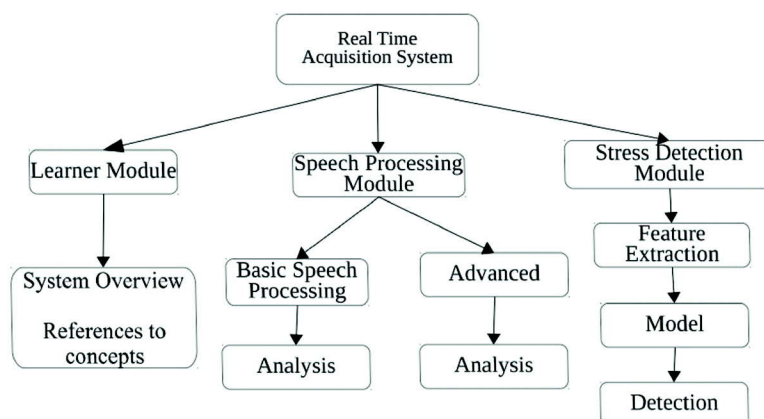 Real Time
Acquisition System
Learner Module
Speech Processing
Module
Stress Detection
Module
System Overview
References to
concepts
Basic Speech
Processing
Advanced
Feature
Extraction
Analysis
Analysis
Model
Detection